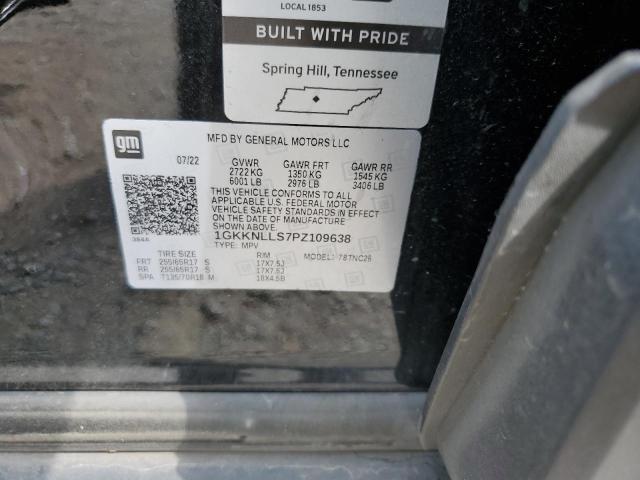 LOCAL 1853
BUILT WITH PRIDE
Spring Hill, Tennessee
gm
MFD BY GENERAL MOTORS LLC
07/22 GVWR GAWR FRT GAWR RR
2722 KG 1350 KG 1545 KG
6001 LB 2976 LB 3406 LB
THIS VEHICLE CONFORMS TO ALL
APPLICABLE U.S. FEDERAL MOTOR
VEHICLE SAFETY STANDARDS IN EFFECT
ON THE DATE OF MANUFACTURE
SHOWN ABOVE.
1GKKNLLS7PZ109638
TYPE: MPV
TIRE SIZE RIM MODEL: 78TNC26
FRT 255/65R17 S 17X7.5J
RR 255/65R17 S 17X7.5J
SPA T135/70R18 M 18X4.5B